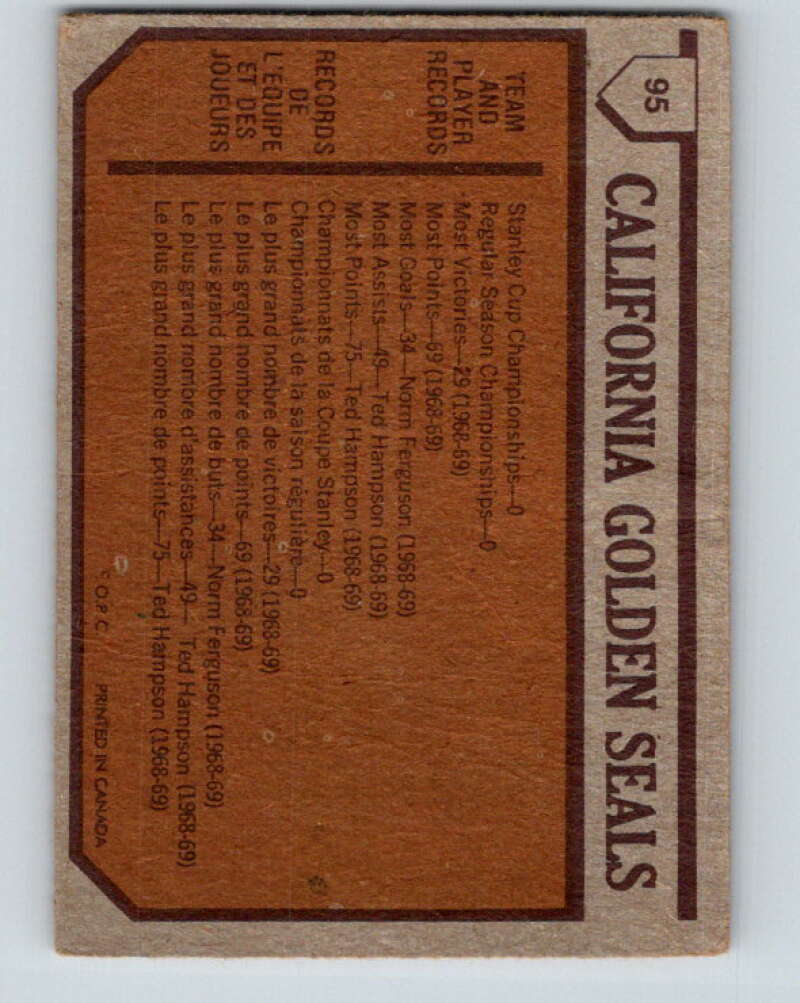 95
CALIFORNIA GOLDEN SEALS
TEAM
AND
PLAYER
RECORDS
Stanley Cup Championships—0
Regular Season Championships—0
Most Victories—29 (1968-69)
Most Points—69 (1968-69)
Most Goals—34—Norm Ferguson (1968-69)
Most Assists—49—Ted Hampson (1968-69)
Most Points—75—Ted Hampson (1968-69)
RECORDS
DE
L'EQUIPE
ET DES
JOUEURS
Championnats de la Coupe Stanley—0
Championnats de la saison régulière—0
Le plus grand nombre de victoires—29 (1968-69)
Le plus grand nombre de points—69 (1968-69)
Le plus grand nombre de buts—34—Norm Ferguson (1968-69)
Le plus grand nombre d'assistances—49—Ted Hampson (1968-69)
Le plus grand nombre de points—75—Ted Hampson (1968-69)
© O.P.C. PRINTED IN CANADA